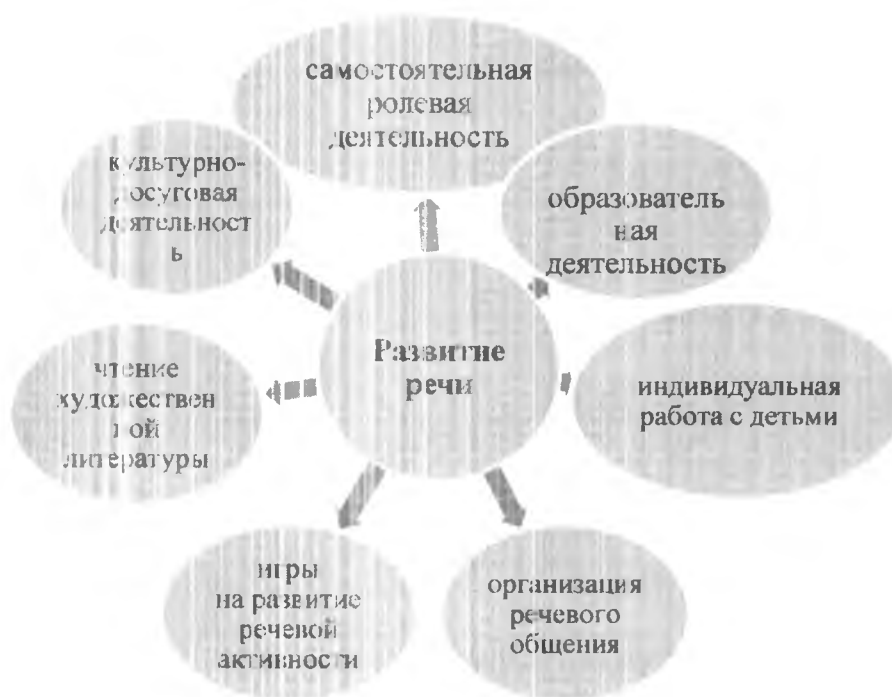 самостоятельная
ролевая
деятельность
культурно-
досуговая
деятельност
ь
образователь
ная
деятельность
Развитие
речи
чтение
художествен
ной
литературы
индивидуальная
работа с детьми
игры
на развитие
речевой
активности
организация
речевого
общения